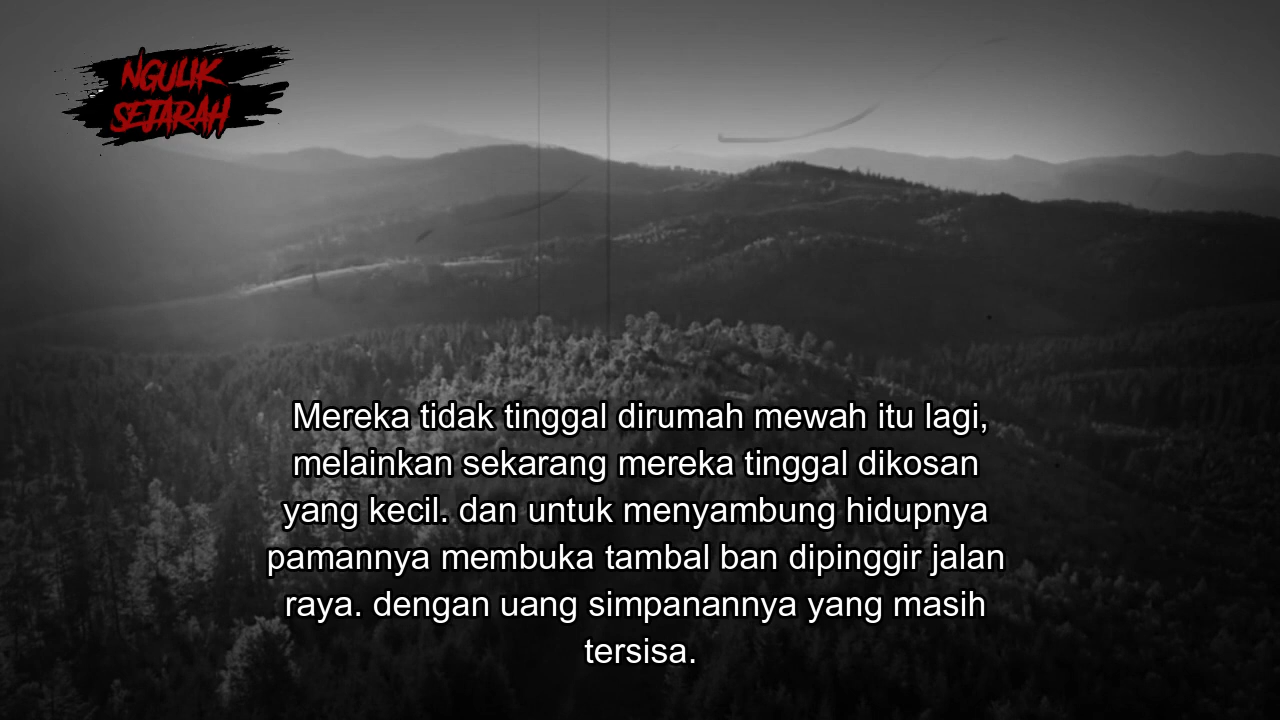 NGULIK
SEJARAH
Mereka tidak tinggal dirumah mewah itu lagi,
melainkan sekarang mereka tinggal dikosan
yang kecil. dan untuk menyambung hidupnya
pamannya membuka tambal ban dipinggir jalan
raya. dengan uang simpanannya yang masih
tersisa.